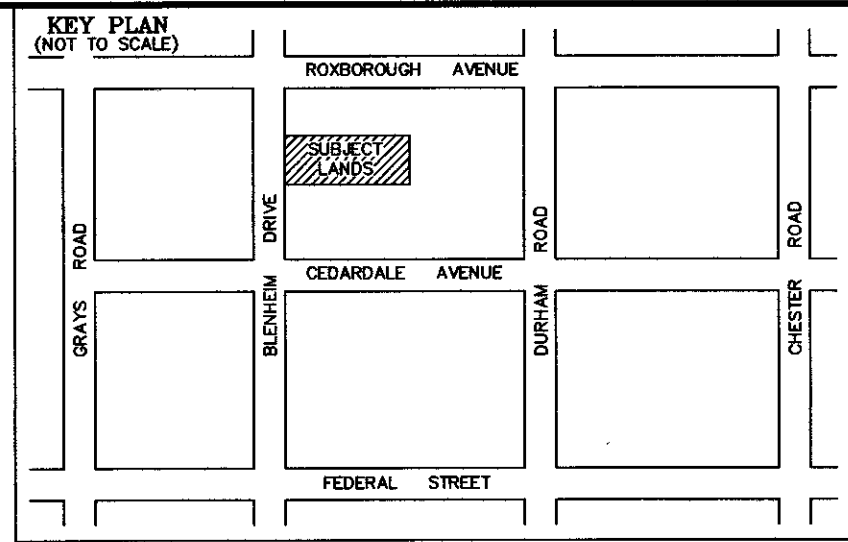 KEY PLAN
(NOT TO SCALE)
ROXBOROUGH AVENUE
SUBJECT
LANDS
GRAYS ROAD
BLENHEIM DRIVE
CEDARDALE AVENUE
DURHAM ROAD
CHESTER ROAD
FEDERAL STREET